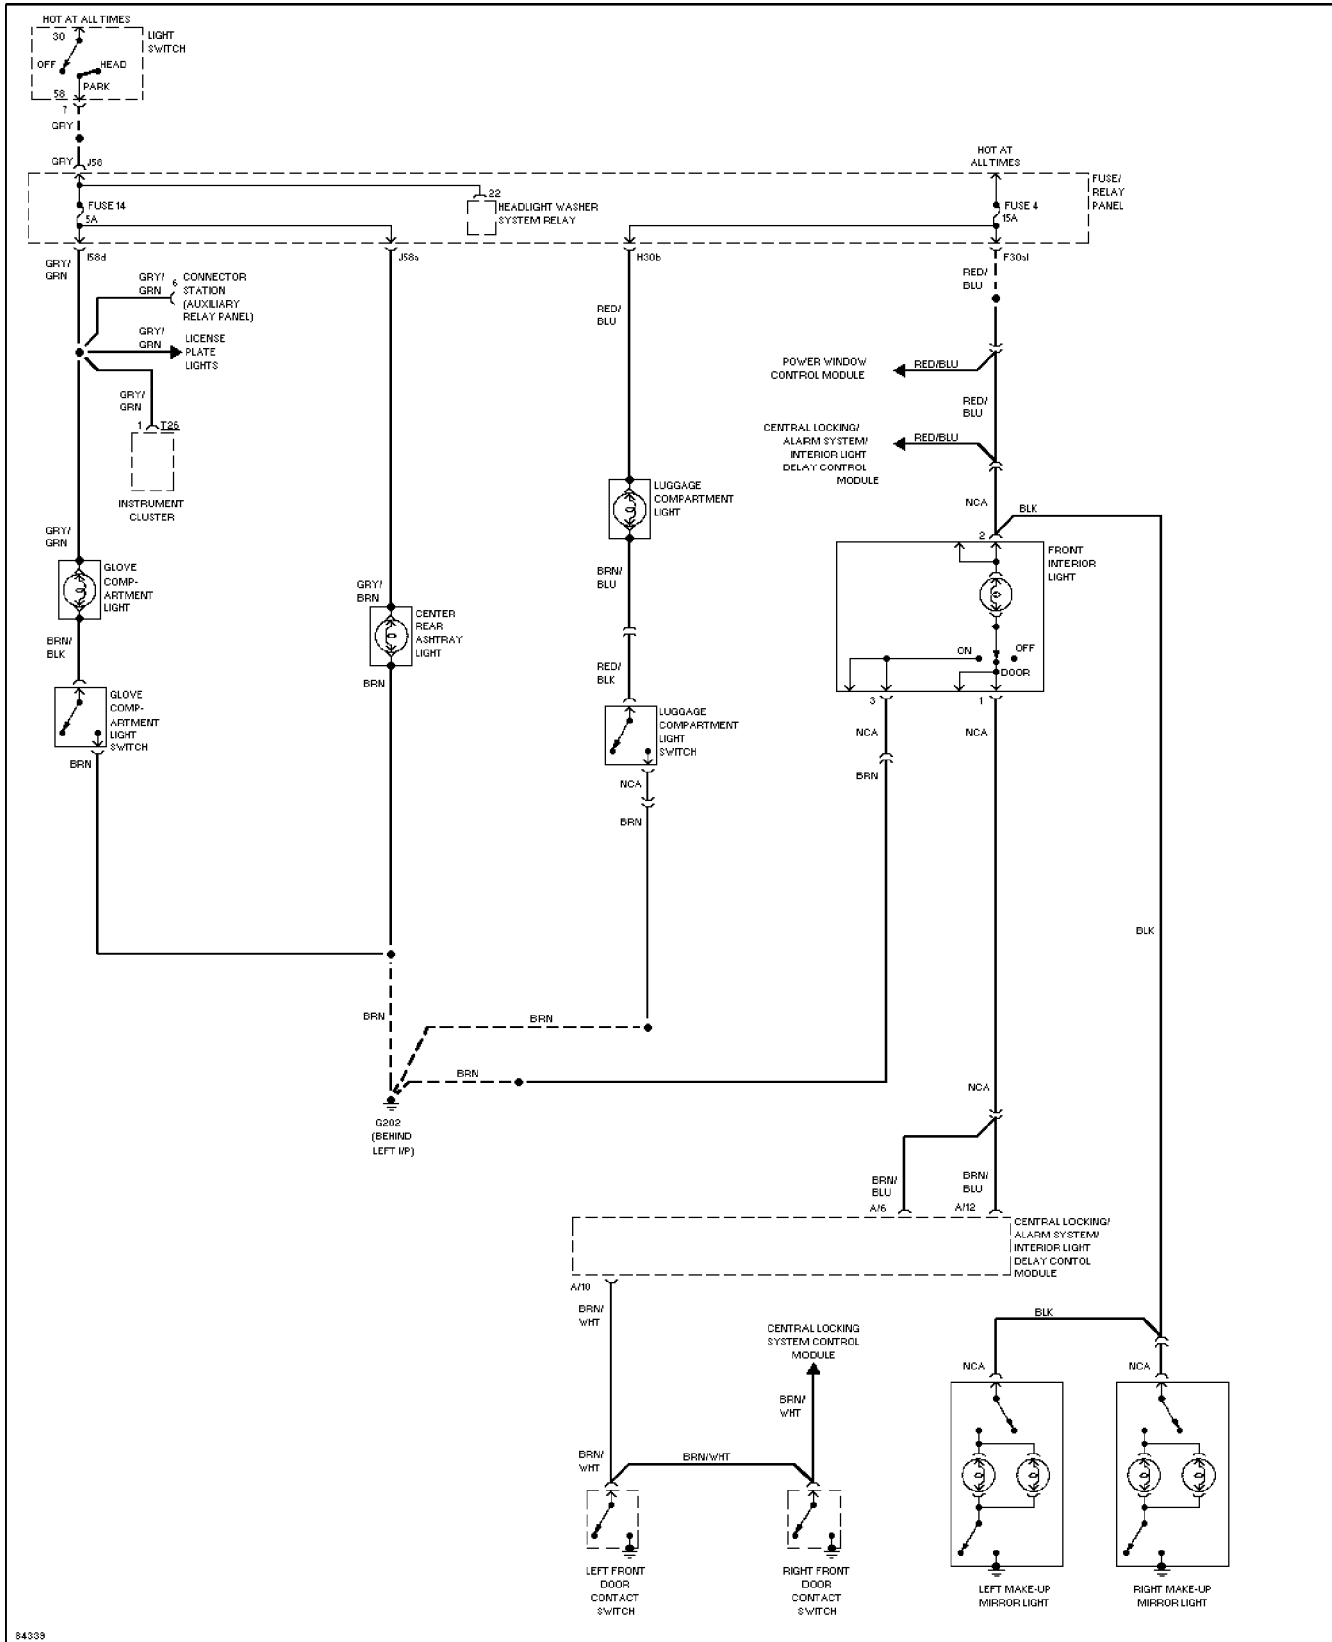 HOT AT ALL TIMES
30
LIGHT
SWITCH
OFF
HEAD
PARK
58
7
GRY
GRY
J58
HOT AT
ALL TIMES
FUSE/
RELAY
PANEL
FUSE 14
5A
22
HEADLIGHT WASHER
SYSTEM RELAY
FUSE 4
15A
I58d
J58a
H30b
F30al
GRY/
GRN
GRY/
GRN
6
CONNECTOR
STATION
(AUXILIARY
RELAY PANEL)
RED/
BLU
RED/
BLU
GRY/
GRN
LICENSE
PLATE
LIGHTS
POWER WINDOW
CONTROL MODULE
RED/BLU
GRY/
GRN
1
T26
INSTRUMENT
CLUSTER
RED/
BLU
CENTRAL LOCKING/
ALARM SYSTEM/
INTERIOR LIGHT
DELAY CONTROL
MODULE
RED/BLU
LUGGAGE
COMPARTMENT
LIGHT
NCA
BLK
GRY/
GRN
2
FRONT
INTERIOR
LIGHT
GLOVE
COMP-
ARTMENT
LIGHT
BRN/
BLU
GRY/
BRN
CENTER
REAR
ASHTRAY
LIGHT
BRN/
BLK
ON
OFF
DOOR
RED/
BLK
BRN
GLOVE
COMP-
ARTMENT
LIGHT
SWITCH
3
1
LUGGAGE
COMPARTMENT
LIGHT
SWITCH
NCA
NCA
BRN
NCA
BRN
BRN
BLK
BRN
BRN
BRN
NCA
G202
(BEHIND
LEFT I/P)
BRN/
BLU
BRN/
BLU
A/6
A/12
CENTRAL LOCKING/
ALARM SYSTEM/
INTERIOR LIGHT
DELAY CONTOL
MODULE
A/10
BRN/
WHT
BLK
CENTRAL LOCKING
SYSTEM CONTROL
MODULE
NCA
NCA
BRN/
WHT
BRN/
WHT
BRN/WHT
LEFT FRONT
DOOR
CONTACT
SWITCH
RIGHT FRONT
DOOR
CONTACT
SWITCH
LEFT MAKE-UP
MIRROR LIGHT
RIGHT MAKE-UP
MIRROR LIGHT
84339